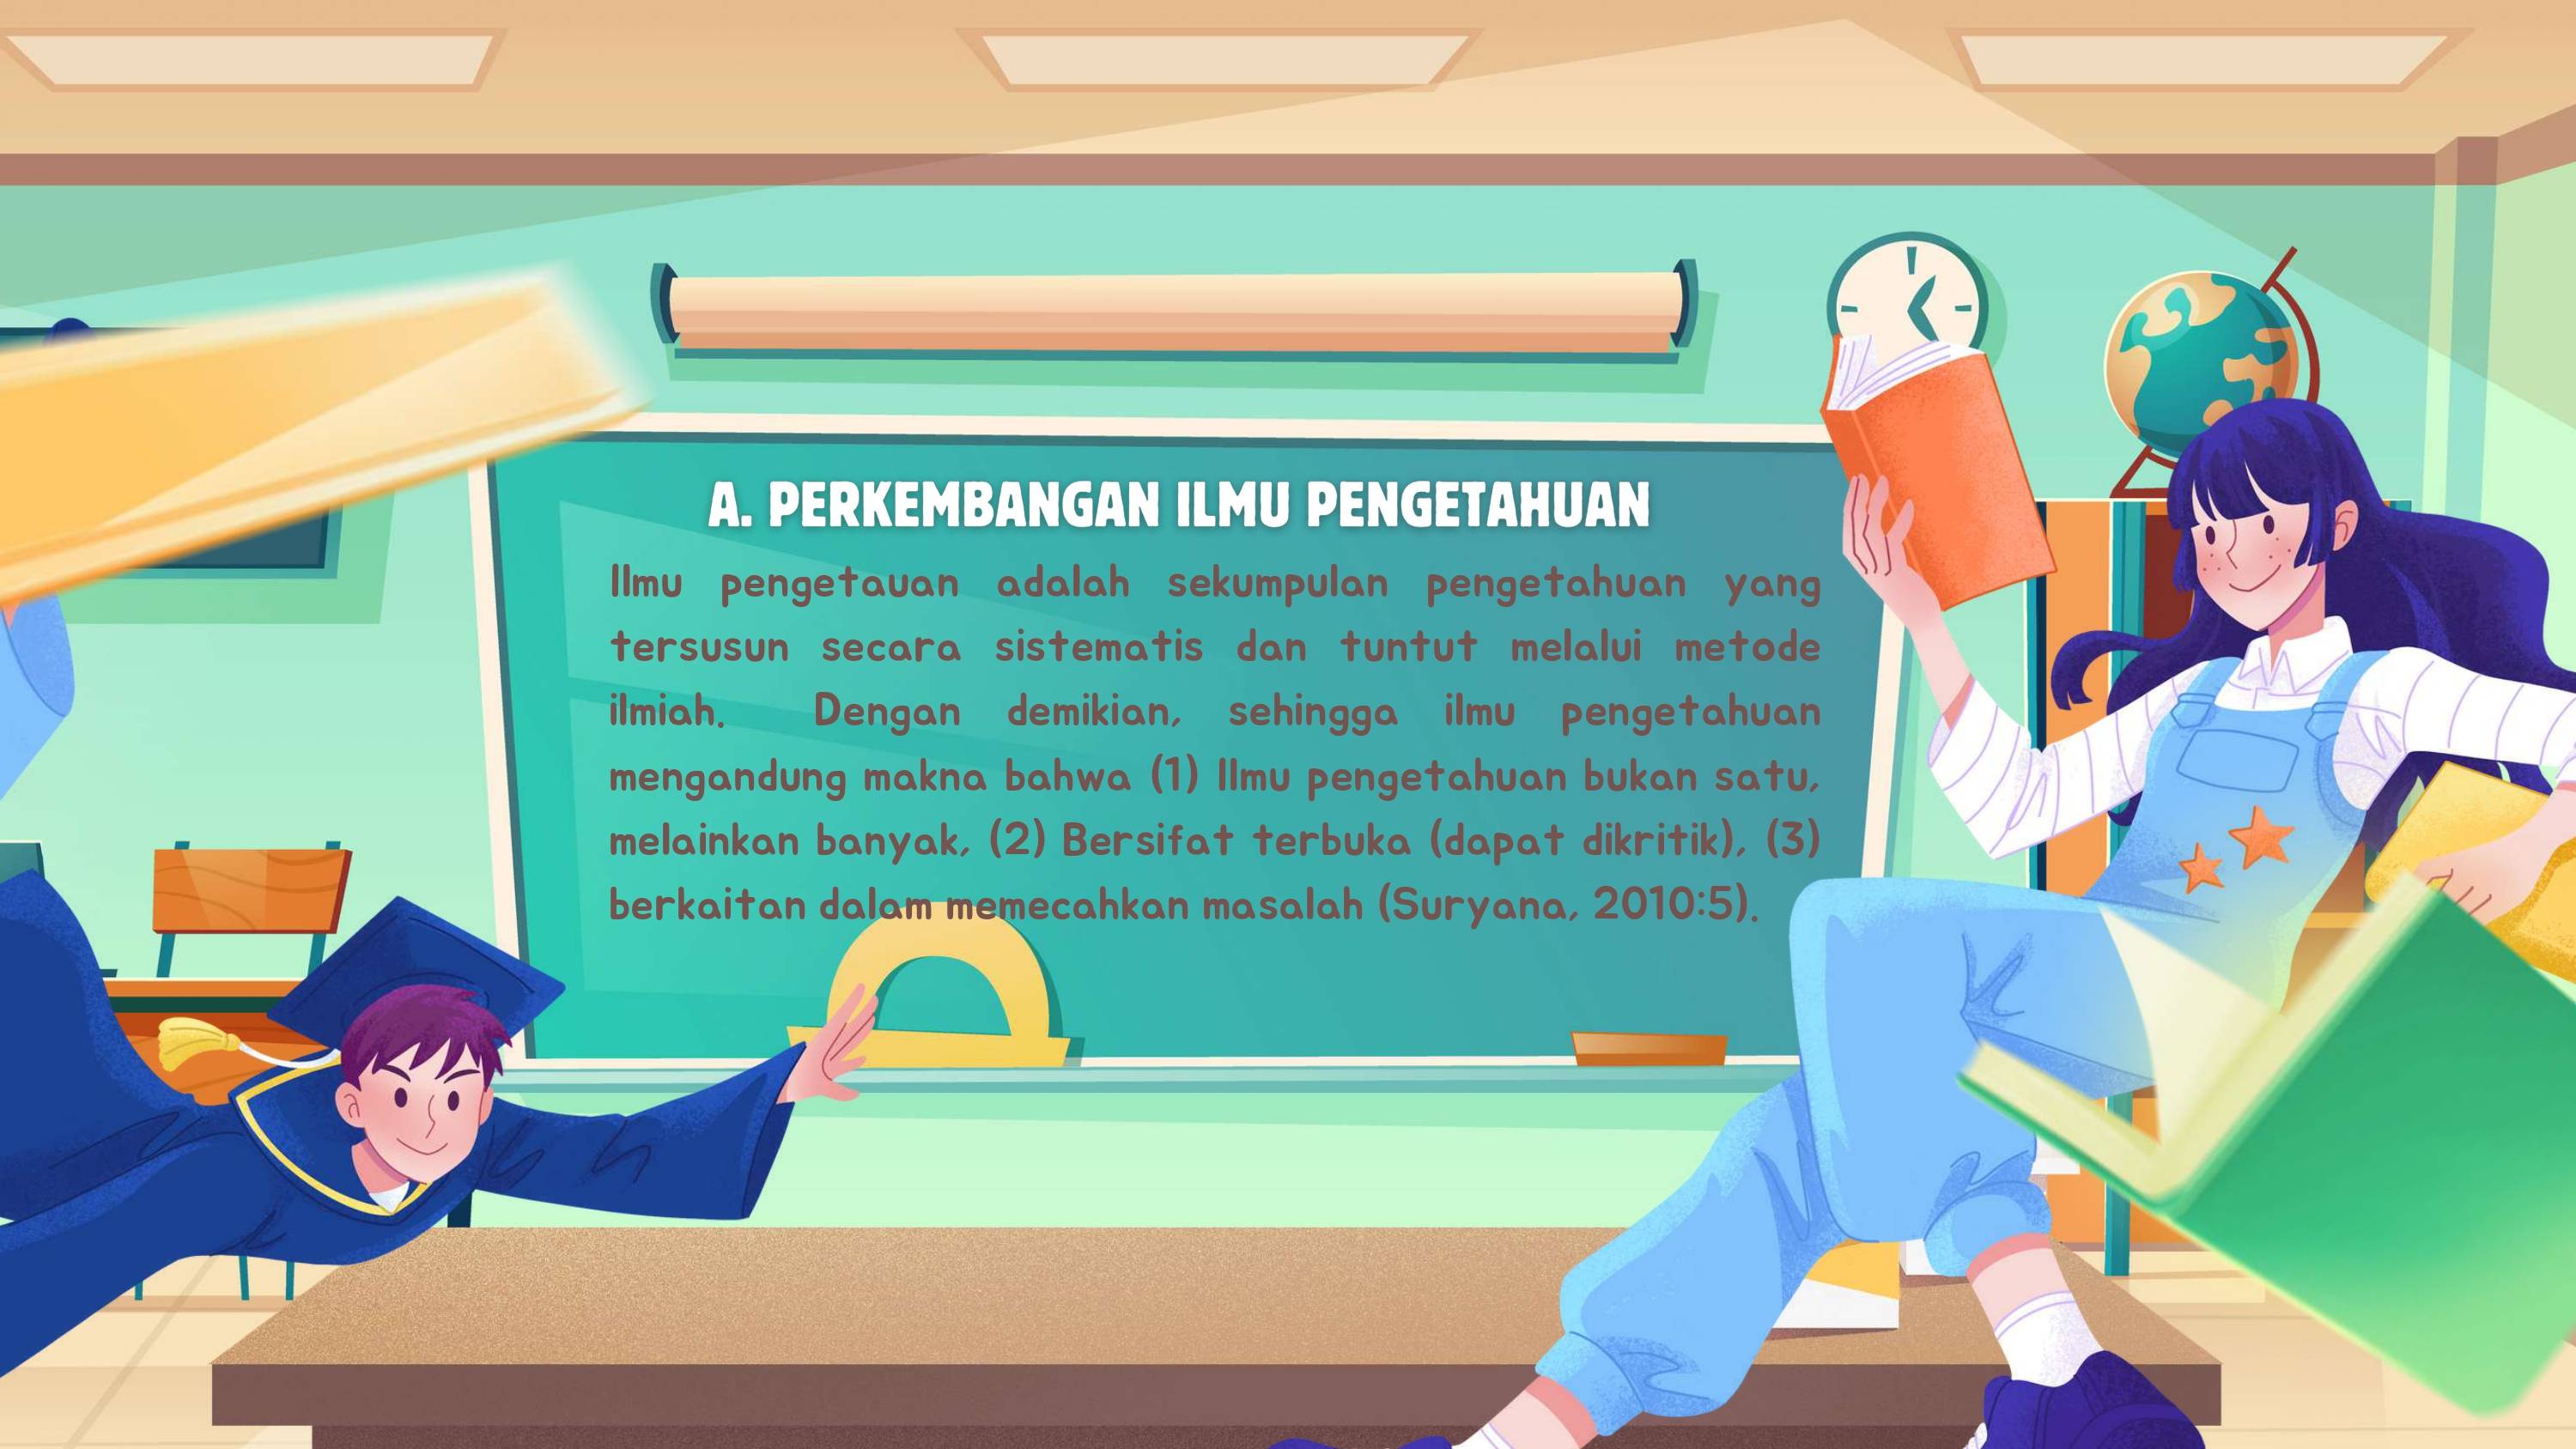 A. PERKEMBANGAN ILMU PENGETAHUAN
Ilmu pengetauan adalah sekumpulan pengetahuan yang
tersusun secara sistematis dan tuntut melalui metode
ilmiah. Dengan demikian, sehingga ilmu pengetahuan
mengandung makna bahwa (1) Ilmu pengetahuan bukan satu,
melainkan banyak, (2) Bersifat terbuka (dapat dikritik), (3)
berkaitan dalam memecahkan masalah (Suryana, 2010:5).